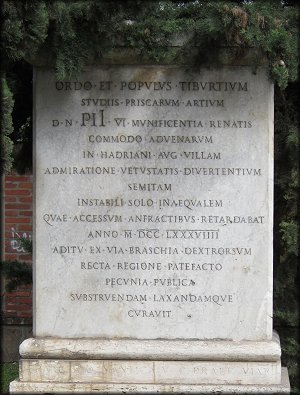 ORDO · ET · POPVLVS · TIBVRTIVM
STVDIIS · PRISCARVM · ARTIVM
D · N · PII · VI · MVNIFICENTIA · RENATIS
COMMODO · ADVENARVM
IN · HADRIANI · AVG · VILLAM
ADMIRATIONE · VETVSTATIS · DIVERTENTIVM
SEMITAM
INSTABILI · SOLO · INAEQVALEM
QVAE · ACCESSVM · ANFRACTIBVS · RETARDABAT
ANNO · M · DCC · LXXXVIIII
ADITV · EX · VIA · BRASCHIA · DEXTRORSVM
RECTA · REGIONE · PATEFACTO
PECVNIA · PVBLICA
SVBSTRVENDAM · LAXANDAMQVE
CVRAVIT